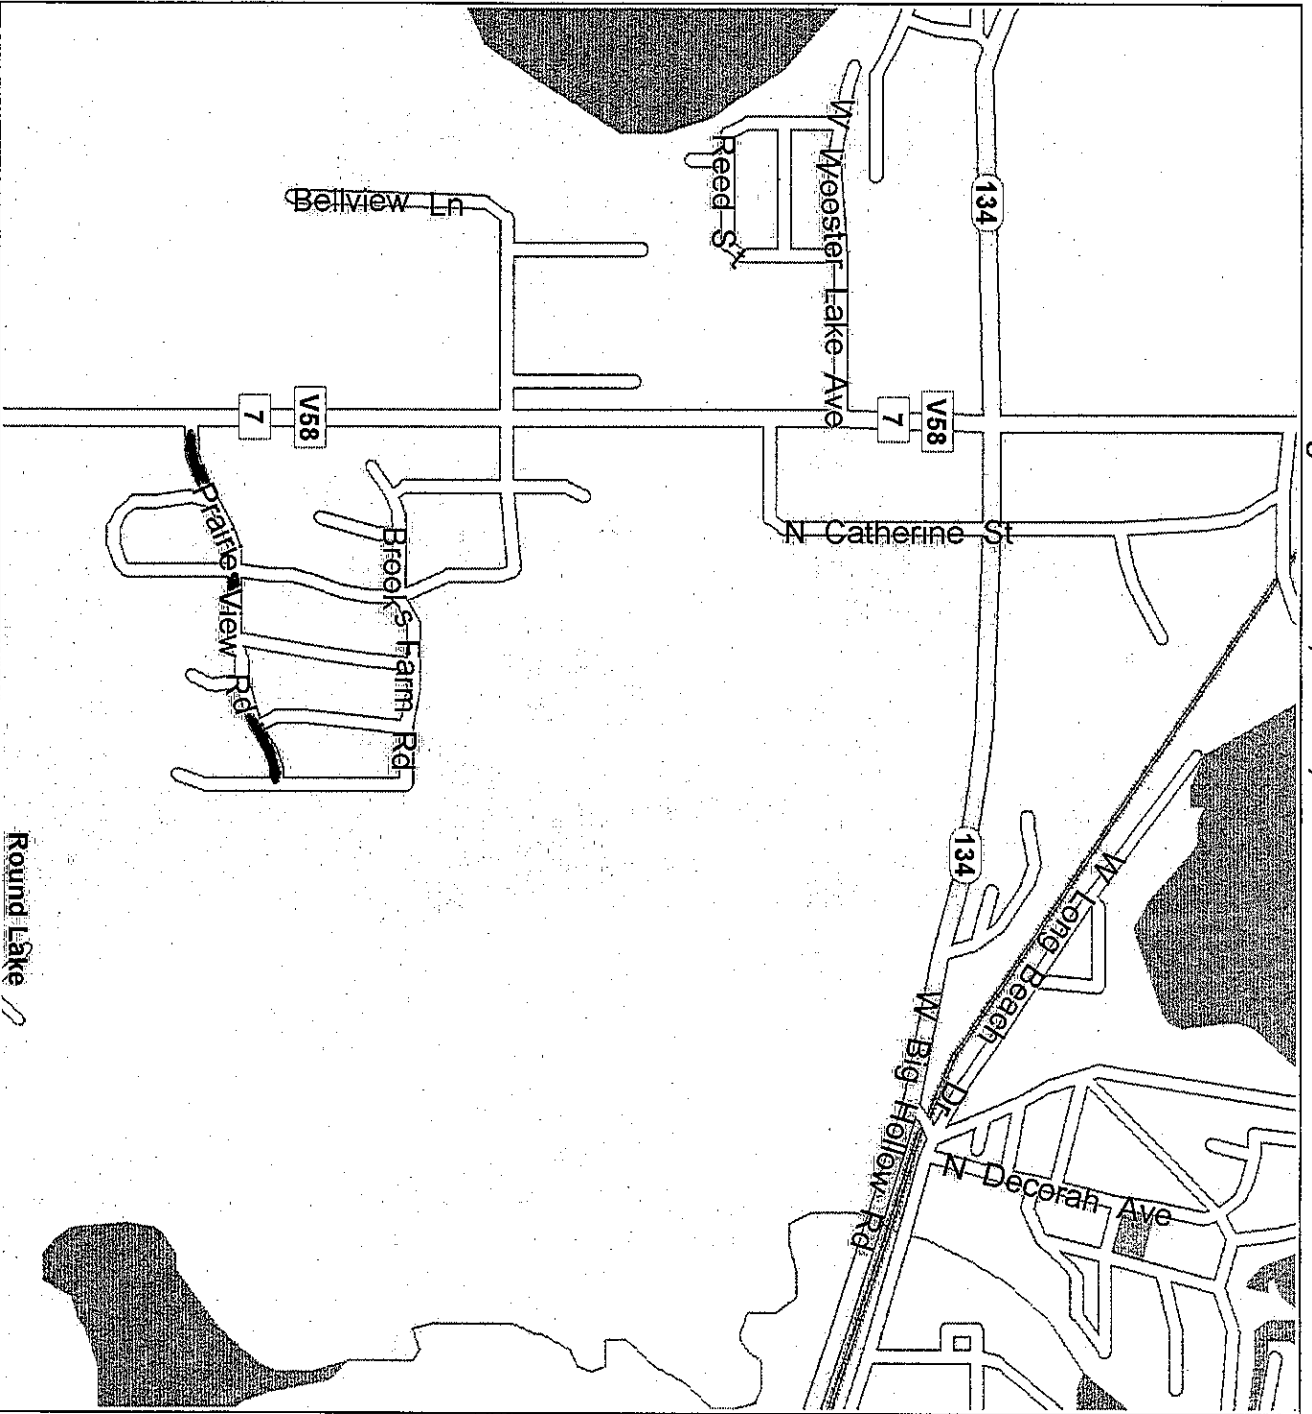 134
W Wooster Lake Ave
Reed St
Bellview Ln
V58
7
V58
7
N Catherine St
Prairie View Rd
Brooks Farm Rd
134
W Long Beach Dr
W Big Hollow Rd
N Decorah Ave
Round Lake